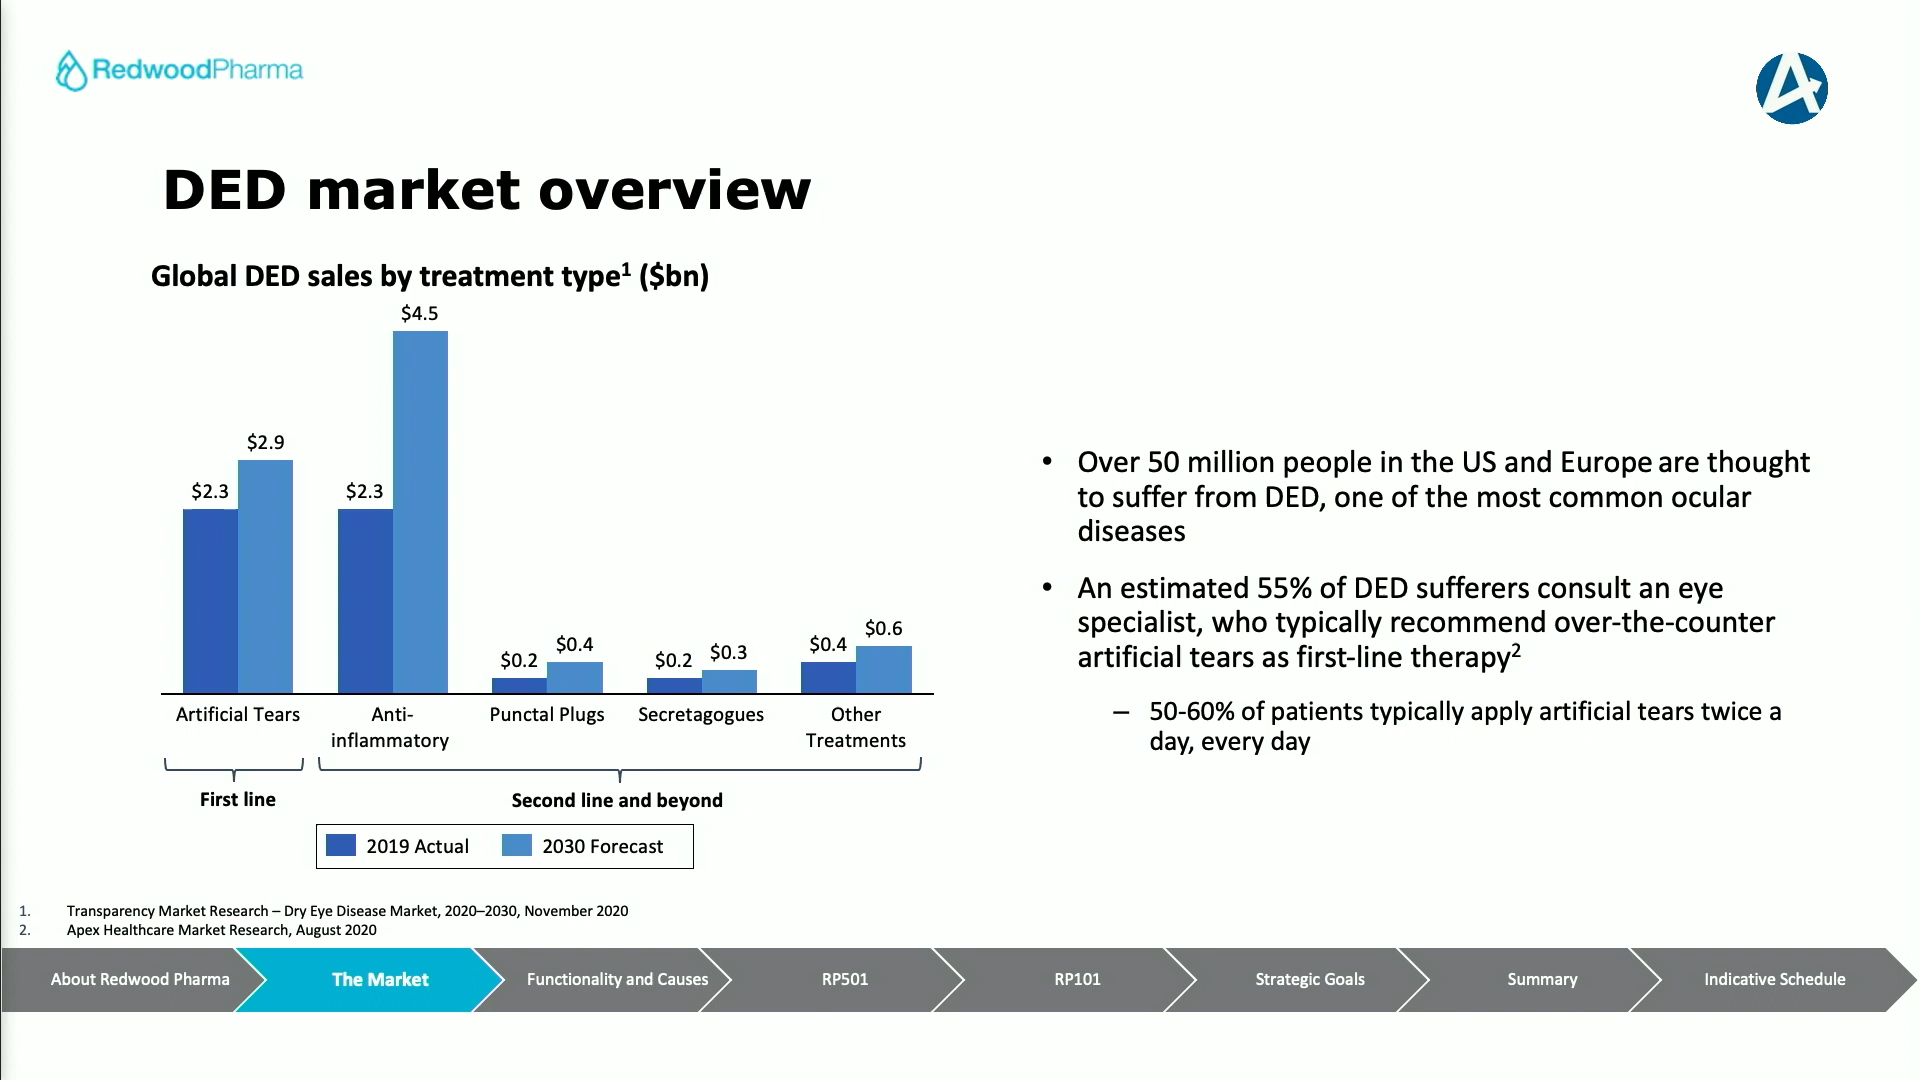 RedwoodPharma
DED market overview
Global DED sales by treatment type1 ($bn)
$4.5
$2.9
$2.3
$2.3
$0.2
$0.4
$0.2
$0.3
$0.4
$0.6
Artificial Tears
Anti-
inflammatory
Punctal Plugs
Secretagogues
Other
Treatments
First line
Second line and beyond
2019 Actual
2030 Forecast
• Over 50 million people in the US and Europe are thought
to suffer from DED, one of the most common ocular
diseases
• An estimated 55% of DED sufferers consult an eye
specialist, who typically recommend over-the-counter
artificial tears as first-line therapy2
– 50-60% of patients typically apply artificial tears twice a
day, every day
1. Transparency Market Research – Dry Eye Disease Market, 2020–2030, November 2020
2. Apex Healthcare Market Research, August 2020
About Redwood Pharma
The Market
Functionality and Causes
RP501
RP101
Strategic Goals
Summary
Indicative Schedule